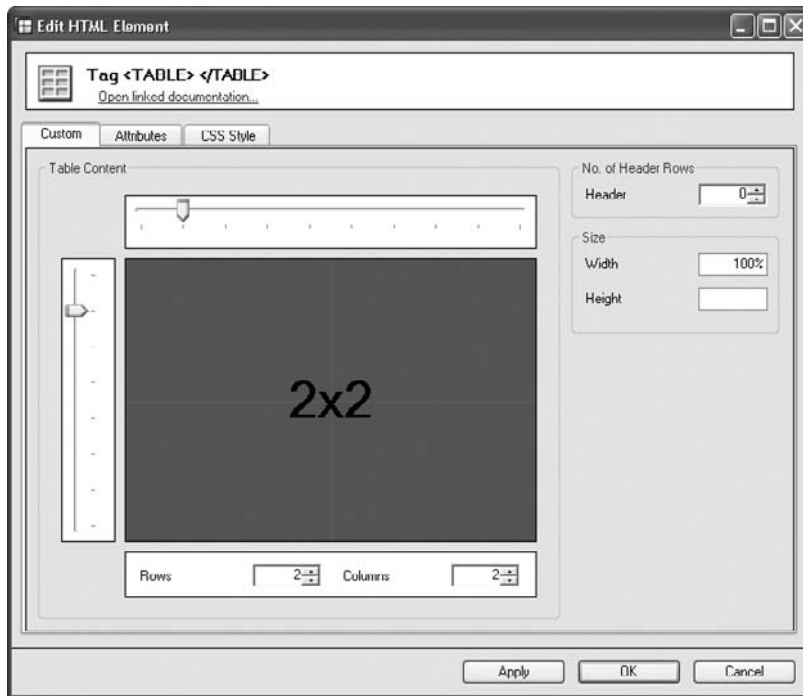 Edit HTML Element
Tag <TABLE> </TABLE>
Open linked documentation...
Custom Attributes CSS Style
Table Content
No. of Header Rows
Header 0
Size
Width 100%
Height
2x2
Rows 2 Columns 2
Apply OK Cancel